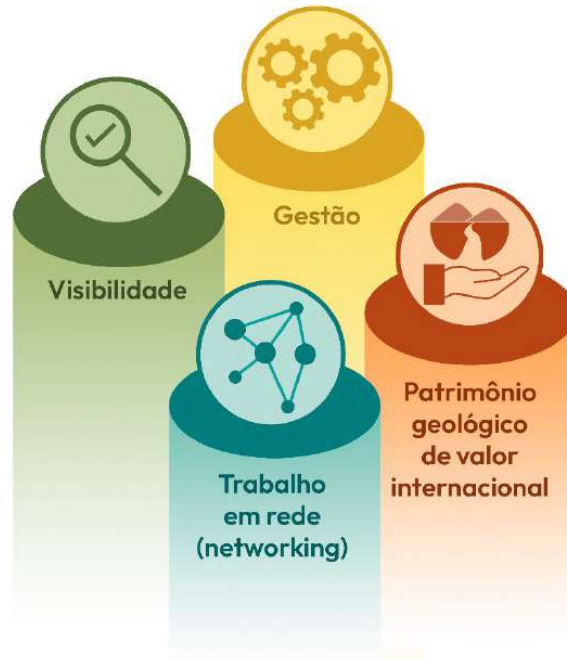 Gestão
Visibilidade
Patrimônio
geológico
de valor
internacional
Trabalho
em rede
(networking)